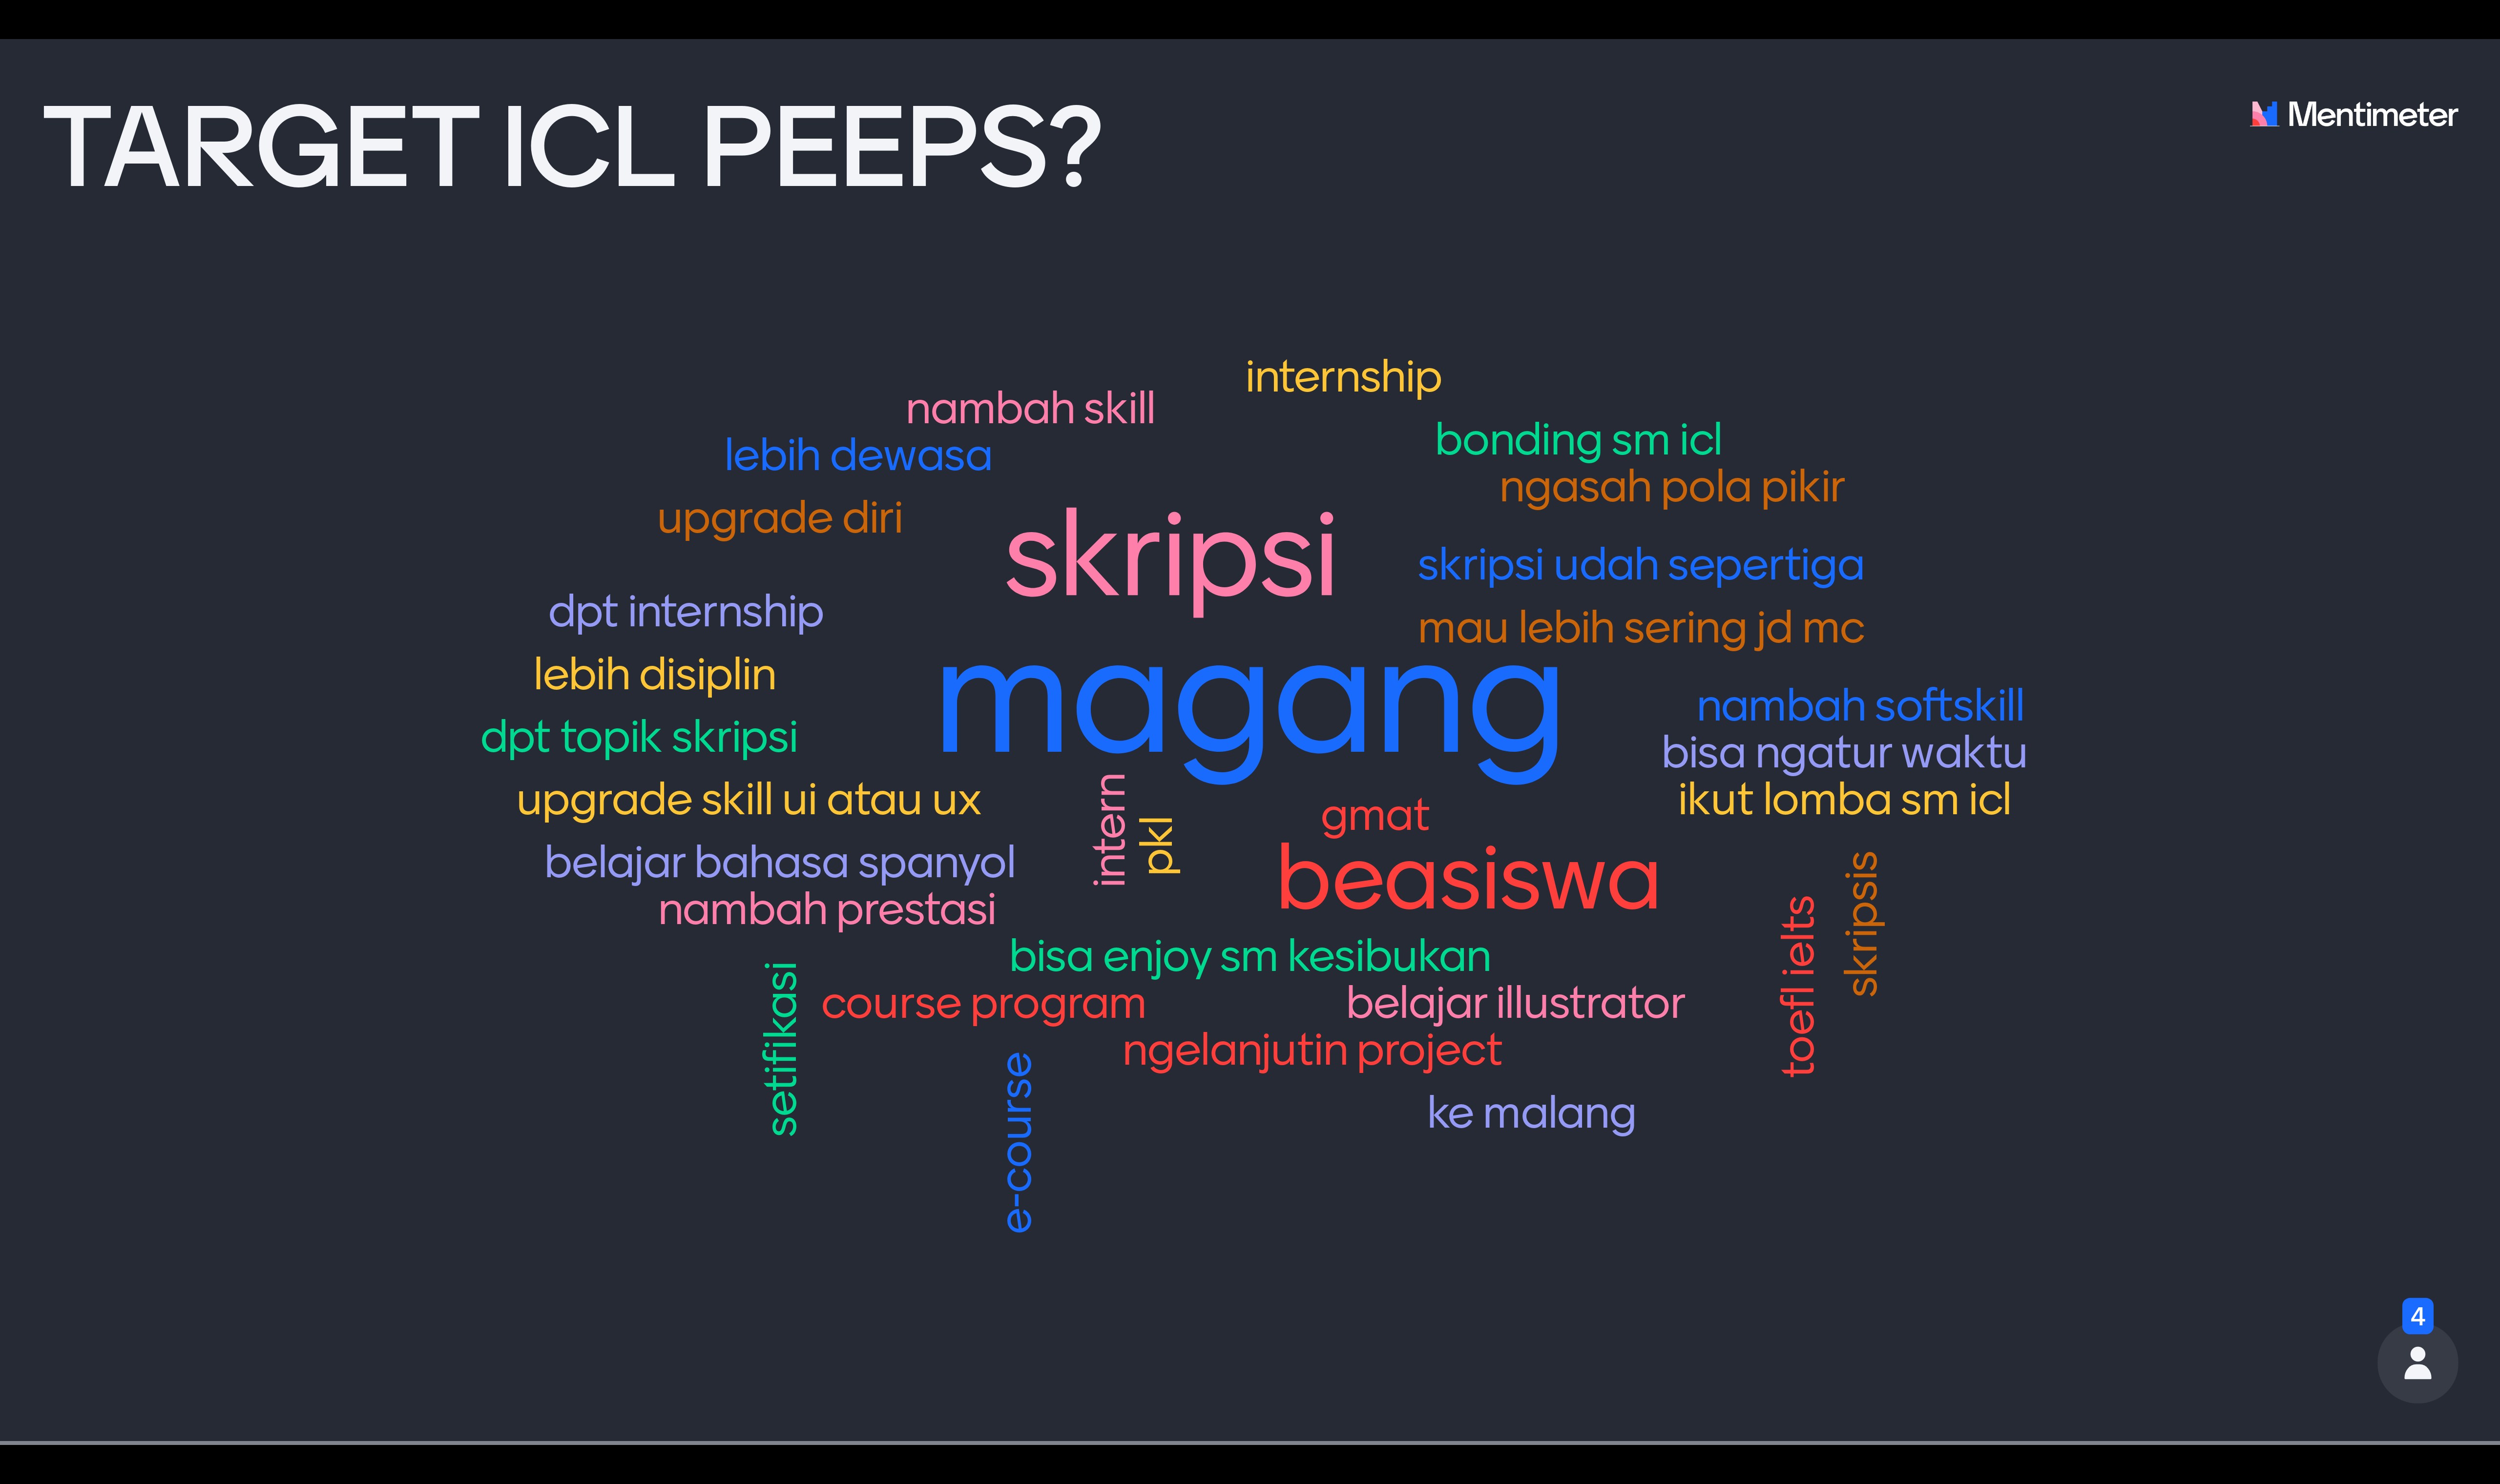 TARGET ICL PEEPS?
Mentimeter
internship
nambah skill
bonding sm icl
lebih dewasa
ngasah pola pikir
upgrade diri
skripsi
skripsi udah sepertiga
dpt internship
mau lebih sering jd mc
lebih disiplin
magang
nambah softskill
dpt topik skripsi
bisa ngatur waktu
upgrade skill ui atau ux
ikut lomba sm icl
intern
pkl
gmat
belajar bahasa spanyol
beasiswa
skripsis
nambah prestasi
toefl ielts
bisa enjoy sm kesibukan
setifikasi
course program
belajar illustrator
ngelanjutin project
e-course
ke malang
4